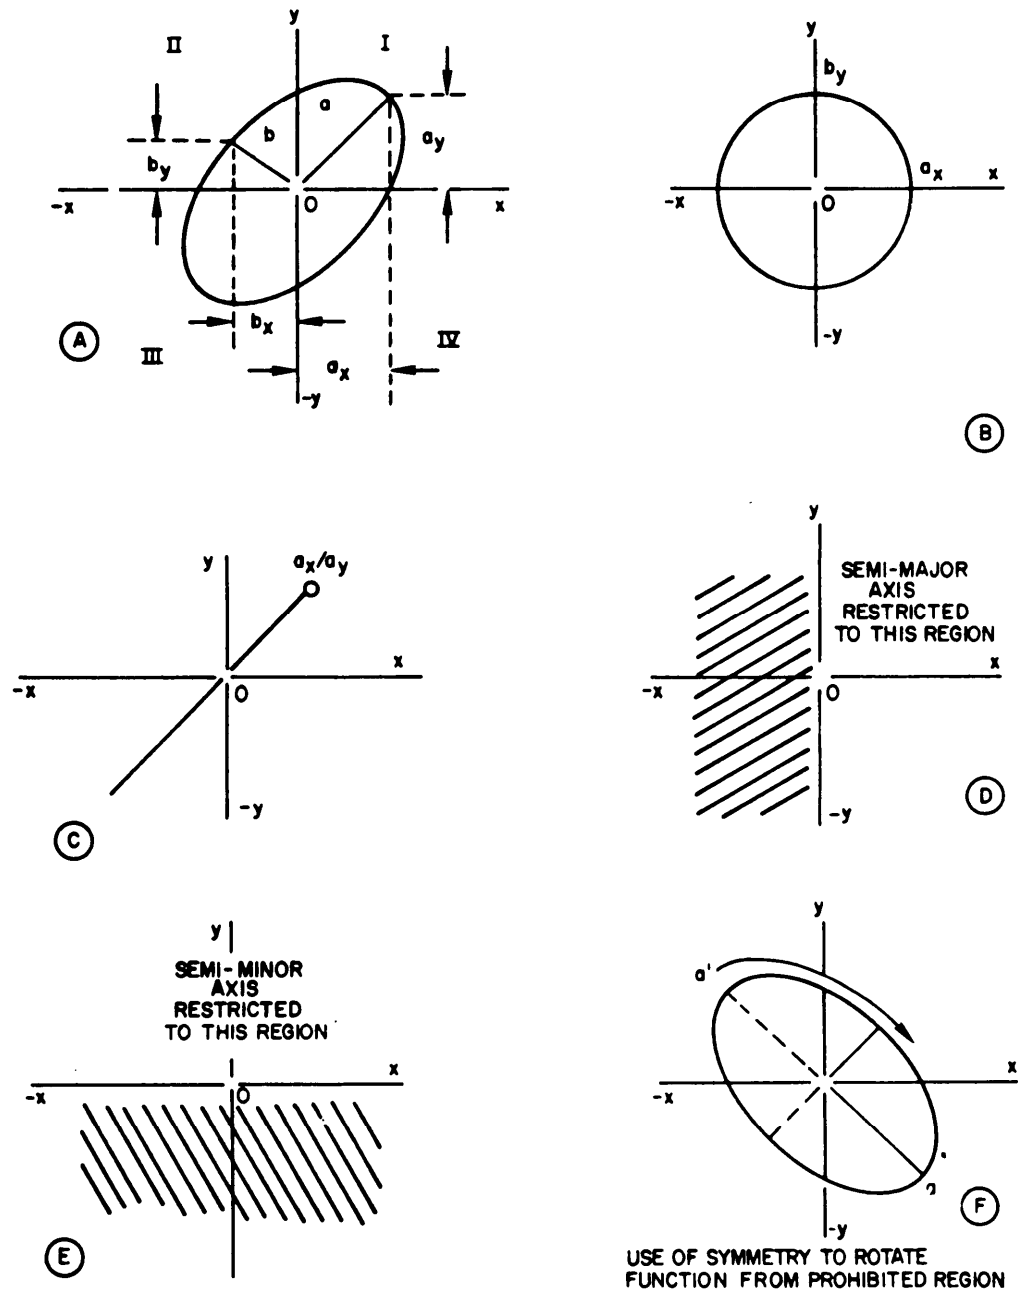 y
II
I
a
b
a_y
b_y
-x
O
x
b_x
A
III
IV
a_x
-y
y
b_y
a_x
x
-x
O
-y
B
y
a_x/a_y
x
-x
O
-y
C
y
SEMI-MAJOR
AXIS
RESTRICTED
TO THIS REGION
x
-x
O
-y
D
y
SEMI-MINOR
AXIS
RESTRICTED
TO THIS REGION
x
-x
O
E
y
a'
x
-x
F
-y
USE OF SYMMETRY TO ROTATE
FUNCTION FROM PROHIBITED REGION